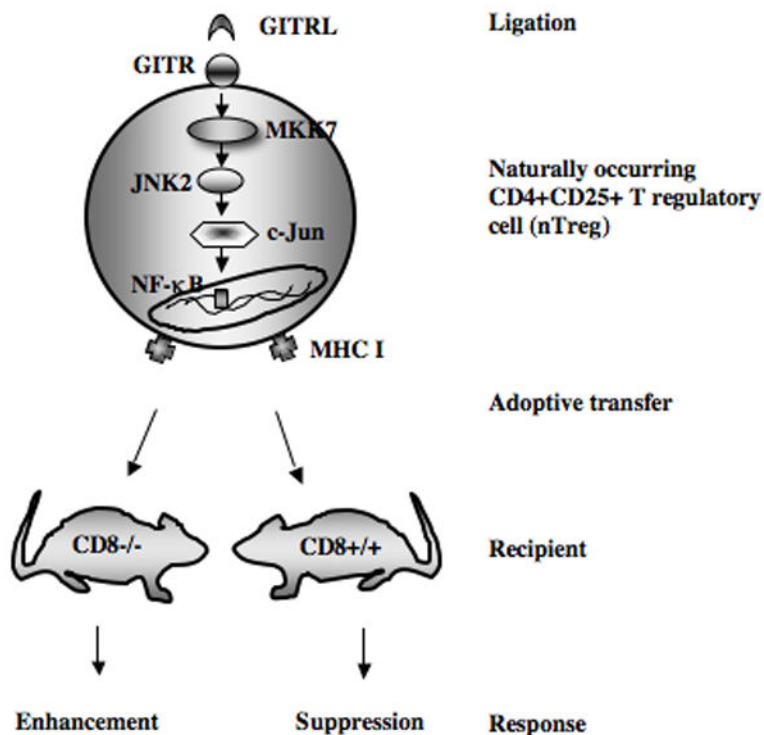 GITRL
Ligation
GITR
MKK7
JNK2
Naturally occurring
CD4+CD25+ T regulatory
cell (nTreg)
c-Jun
NF-κB
MHC I
Adoptive transfer
CD8-/-
CD8+/+
Recipient
Enhancement
Suppression
Response